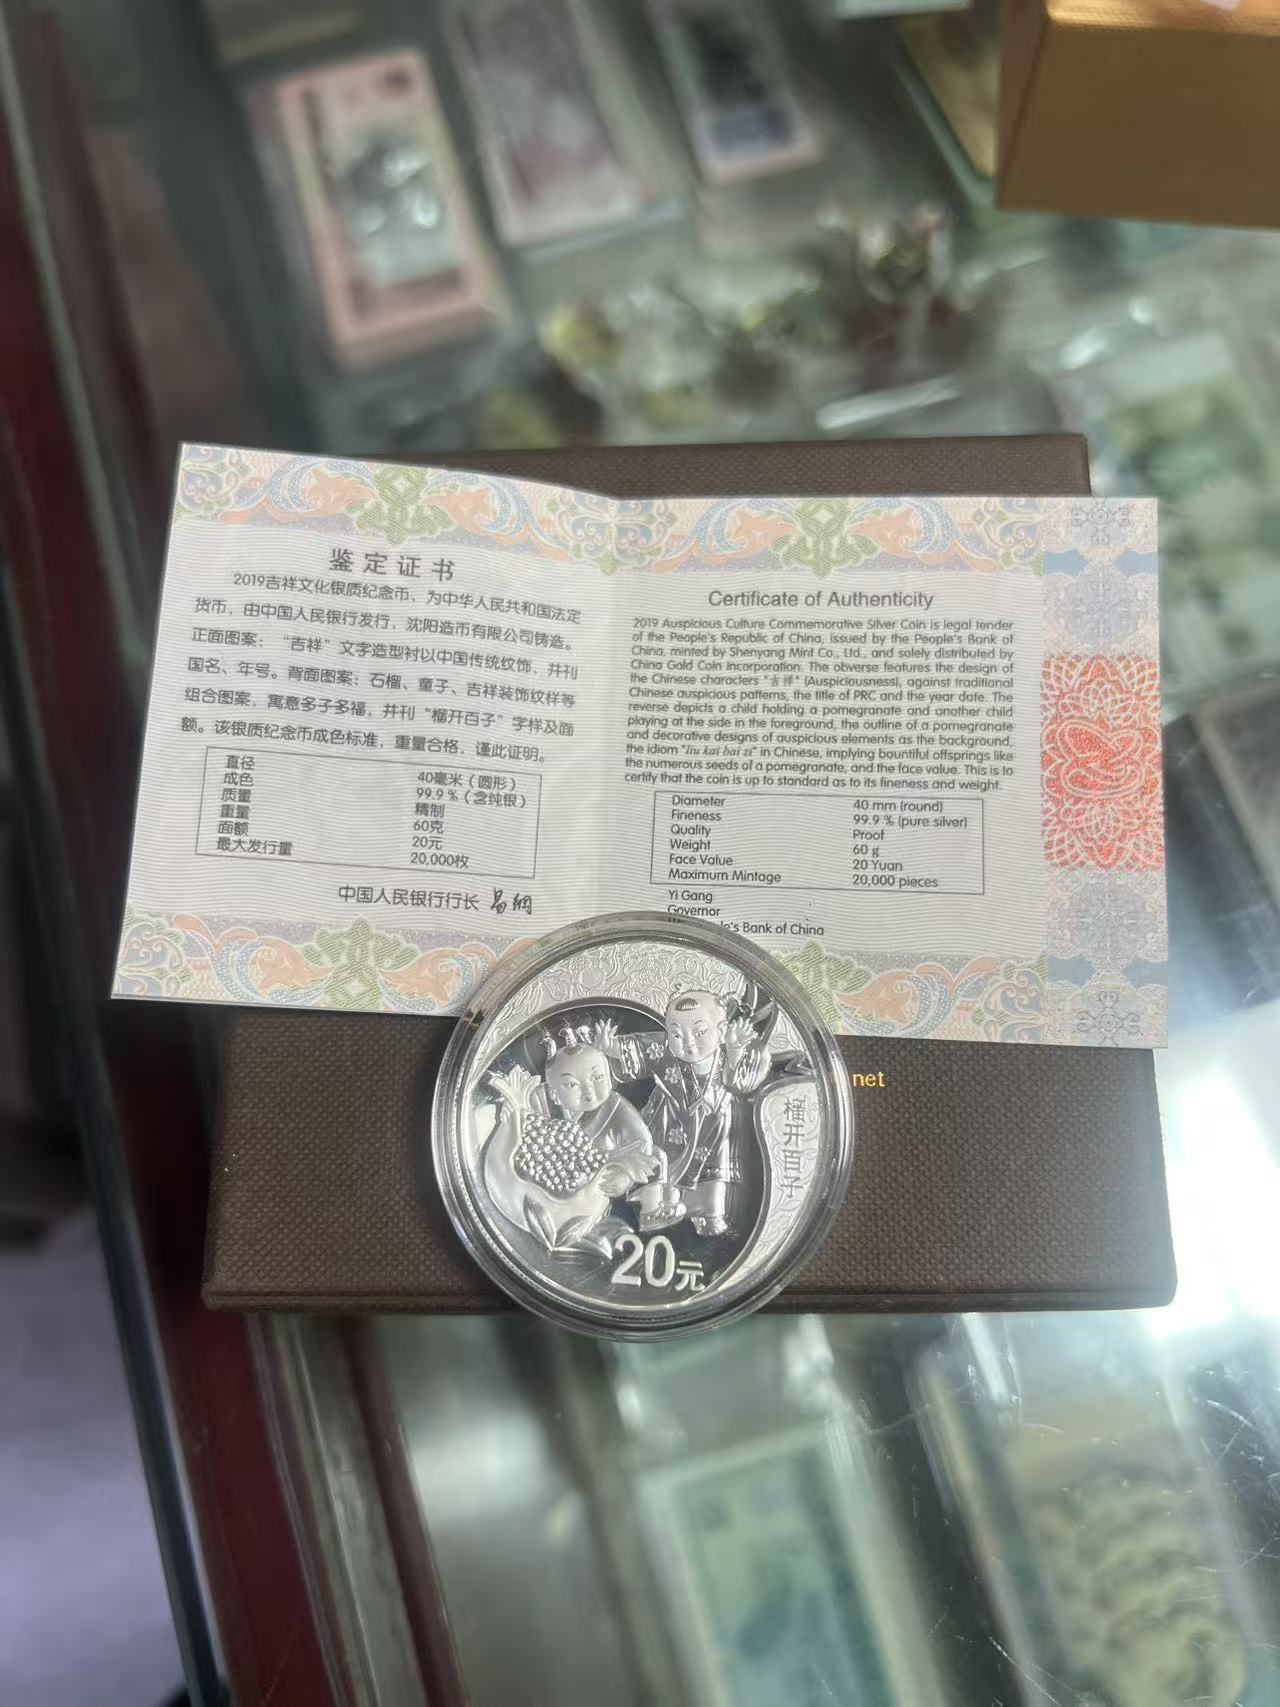 鉴定证书
2019吉祥文化银质纪念币，为中华人民共和国法定
货币，由中国人民银行发行，沈阳造币有限公司铸造。
正面图案：“吉祥”文字造型衬以中国传统纹饰，并刊
国名、年号。背面图案：石榴、童子、吉祥装饰纹样等
组合图案，寓意多子多福，并刊“榴开百子”字样及面
额。该银质纪念币成色标准，重量合格，谨此证明。
直径 40毫米（圆形）
成色 99.9％（含纯银）
质量 精制
重量 60克
面额 20元
最大发行量 20,000枚
中国人民银行行长 易纲
Certificate of Authenticity
2019 Auspicious Culture Commemorative Silver Coin is legal tender
of the People's Republic of China, issued by the People's Bank of
China, minted by Shenyang Mint Co., Ltd., and solely distributed by
China Gold Coin Incorporation. The obverse features the design of
the Chinese characters "吉祥" (Auspiciousness), against traditional
Chinese auspicious patterns, the title of PRC and the year date. The
reverse depicts a child holding a pomegranate and another child
playing at the side in the foreground, the outline of a pomegranate
and decorative designs of auspicious elements as the background,
the idiom "liu kai bai zi" in Chinese, implying bountiful offsprings like
the numerous seeds of a pomegranate, and the face value. This is to
certify that the coin is up to standard as to its fineness and weight.
Diameter 40 mm (round)
Fineness 99.9 % (pure silver)
Quality Proof
Weight 60 g
Face Value 20 Yuan
Maximum Mintage 20,000 pieces
Yi Gang
Governor
's Bank of China
net
榴开百子
20元